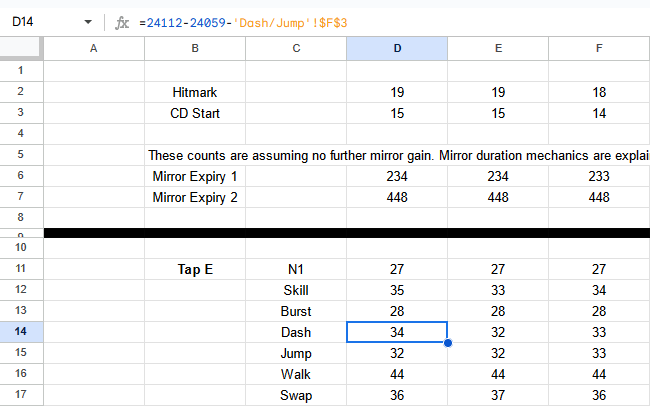 D14 fx =24112-24059-'Dash/Jump'!$F$3
A B C D E F
1
2 Hitmark 19 19 18
3 CD Start 15 15 14
4
5 These counts are assuming no further mirror gain. Mirror duration mechanics are explai
6 Mirror Expiry 1 234 234 233
7 Mirror Expiry 2 448 448 448
8
9
10
11 Tap E N1 27 27 27
12 Skill 35 33 34
13 Burst 28 28 28
14 Dash 34 32 33
15 Jump 32 32 33
16 Walk 44 44 44
17 Swap 36 37 36